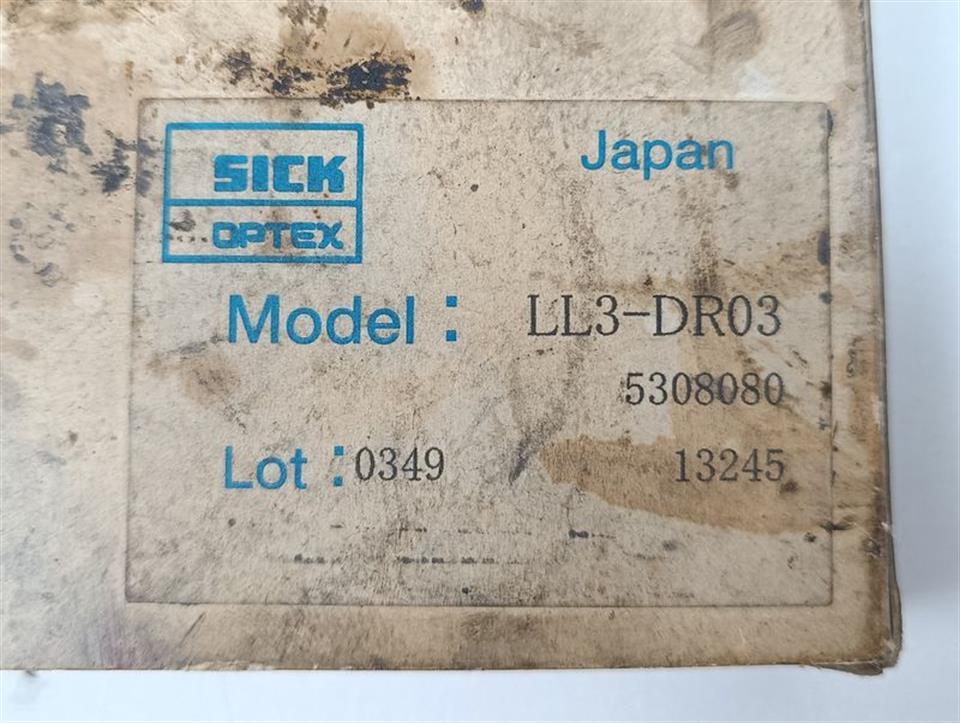 SICK
OPTEX
Japan
Model: LL3-DR03
5308080
Lot: 0349 13245